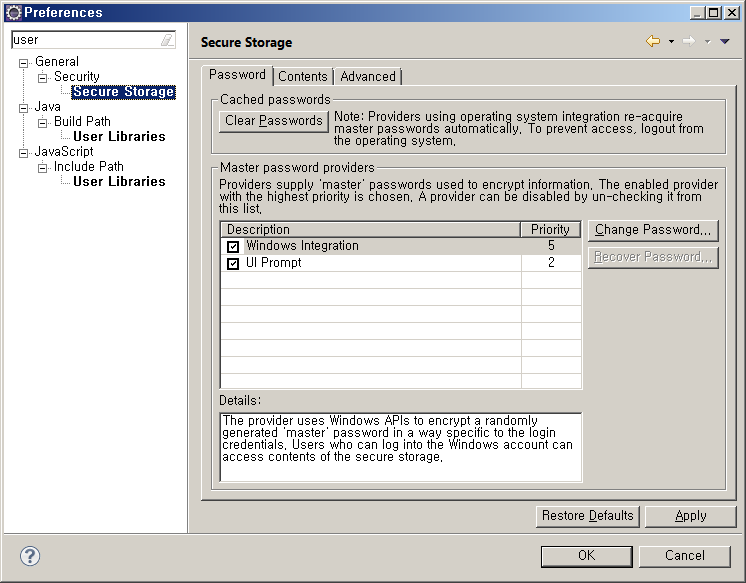 Preferences
user
General
Security
Secure Storage
Java
Build Path
User Libraries
JavaScript
Include Path
User Libraries
Secure Storage
Password
Contents
Advanced
Cached passwords
Clear Passwords
Note: Providers using operating system integration re-acquire
master passwords automatically. To prevent access, logout from
the operating system.
Master password providers
Providers supply 'master' passwords used to encrypt information. The enabled provider
with the highest priority is chosen. A provider can be disabled by un-checking it from
this list.
Description Priority
Windows Integration 5
UI Prompt 2
Change Password...
Recover Password...
Details:
The provider uses Windows APIs to encrypt a randomly
generated 'master' password in a way specific to the login
credentials. Users who can log into the Windows account can
access contents of the secure storage.
Restore Defaults
Apply
?
OK
Cancel